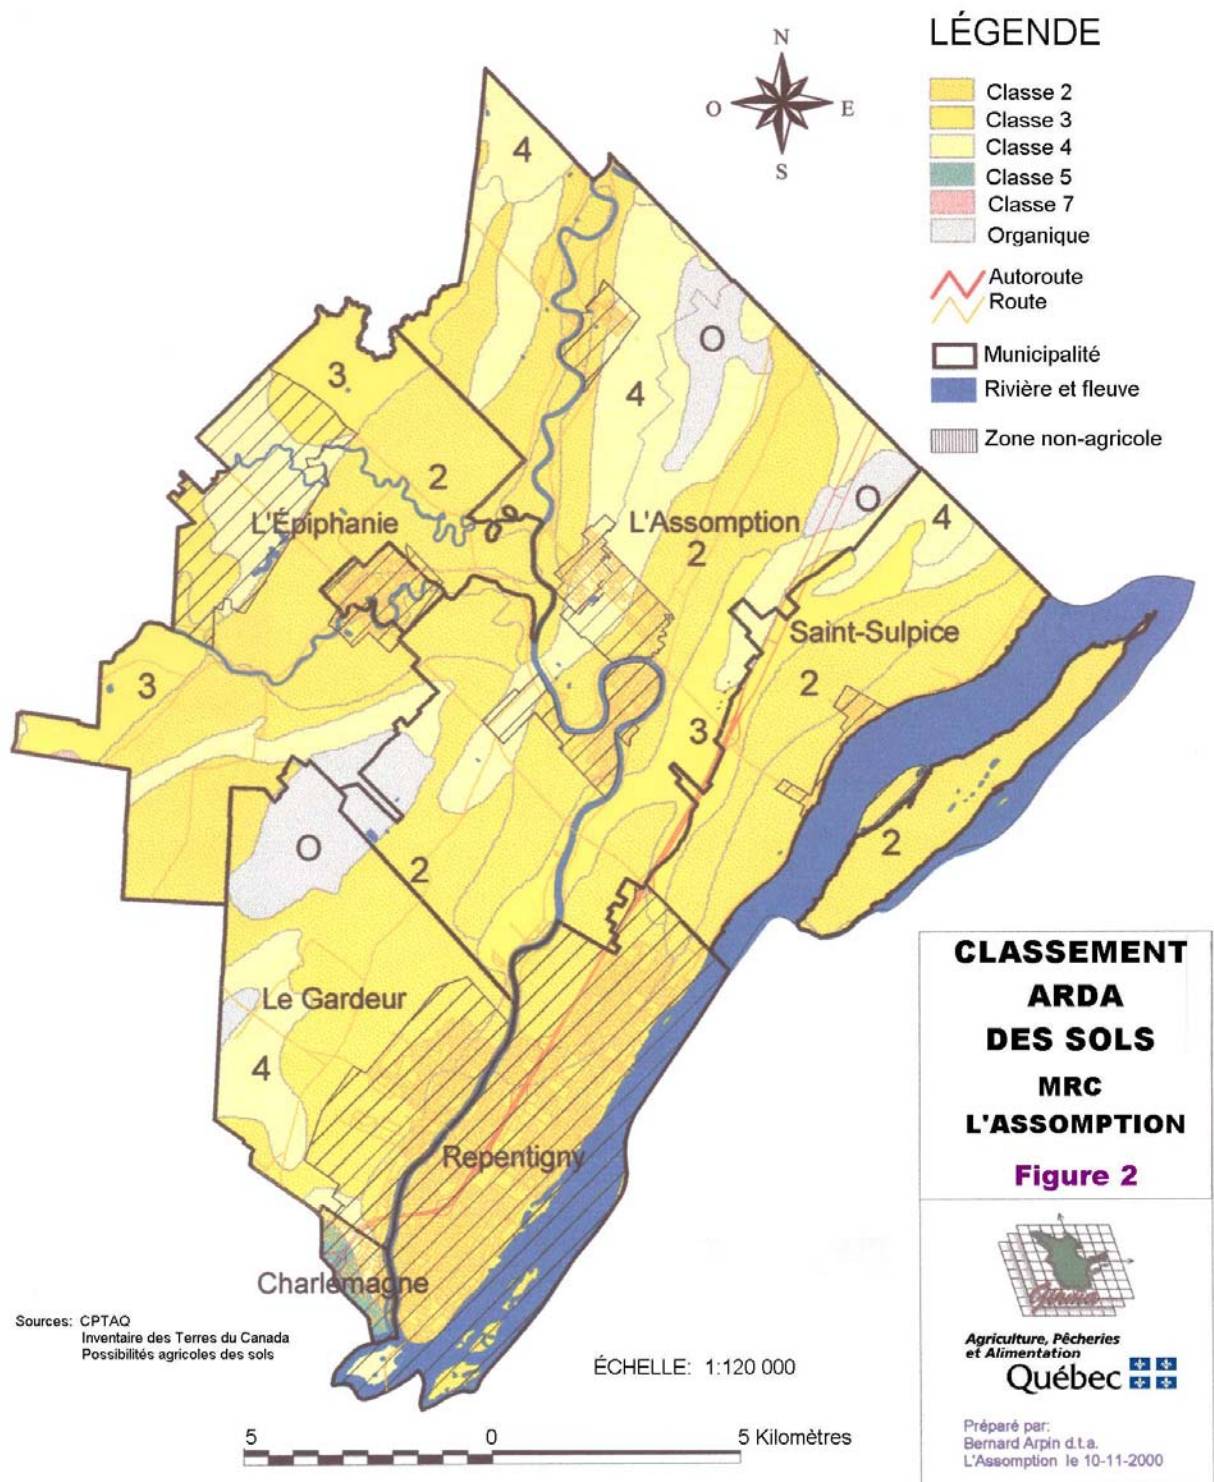 LÉGENDE
Classe 2
Classe 3
Classe 4
Classe 5
Classe 7
Organique
Autoroute
Route
Municipalité
Rivière et fleuve
Zone non-agricole
N
O
E
S
4
O
3
4
2
L'Épiphanie
L'Assomption
O
4
2
Saint-Sulpice
3
2
3
O
2
2
Le Gardeur
4
Repentigny
Charlemagne
CLASSEMENT
ARDA
DES SOLS
MRC
L'ASSOMPTION
Figure 2
Agriculture, Pêcheries
et Alimentation
Québec
Préparé par:
Bernard Arpin d.t.a.
L'Assomption le 10-11-2000
Sources: CPTAQ
Inventaire des Terres du Canada
Possibilités agricoles des sols
ÉCHELLE: 1:120 000
5 0 5 Kilomètres